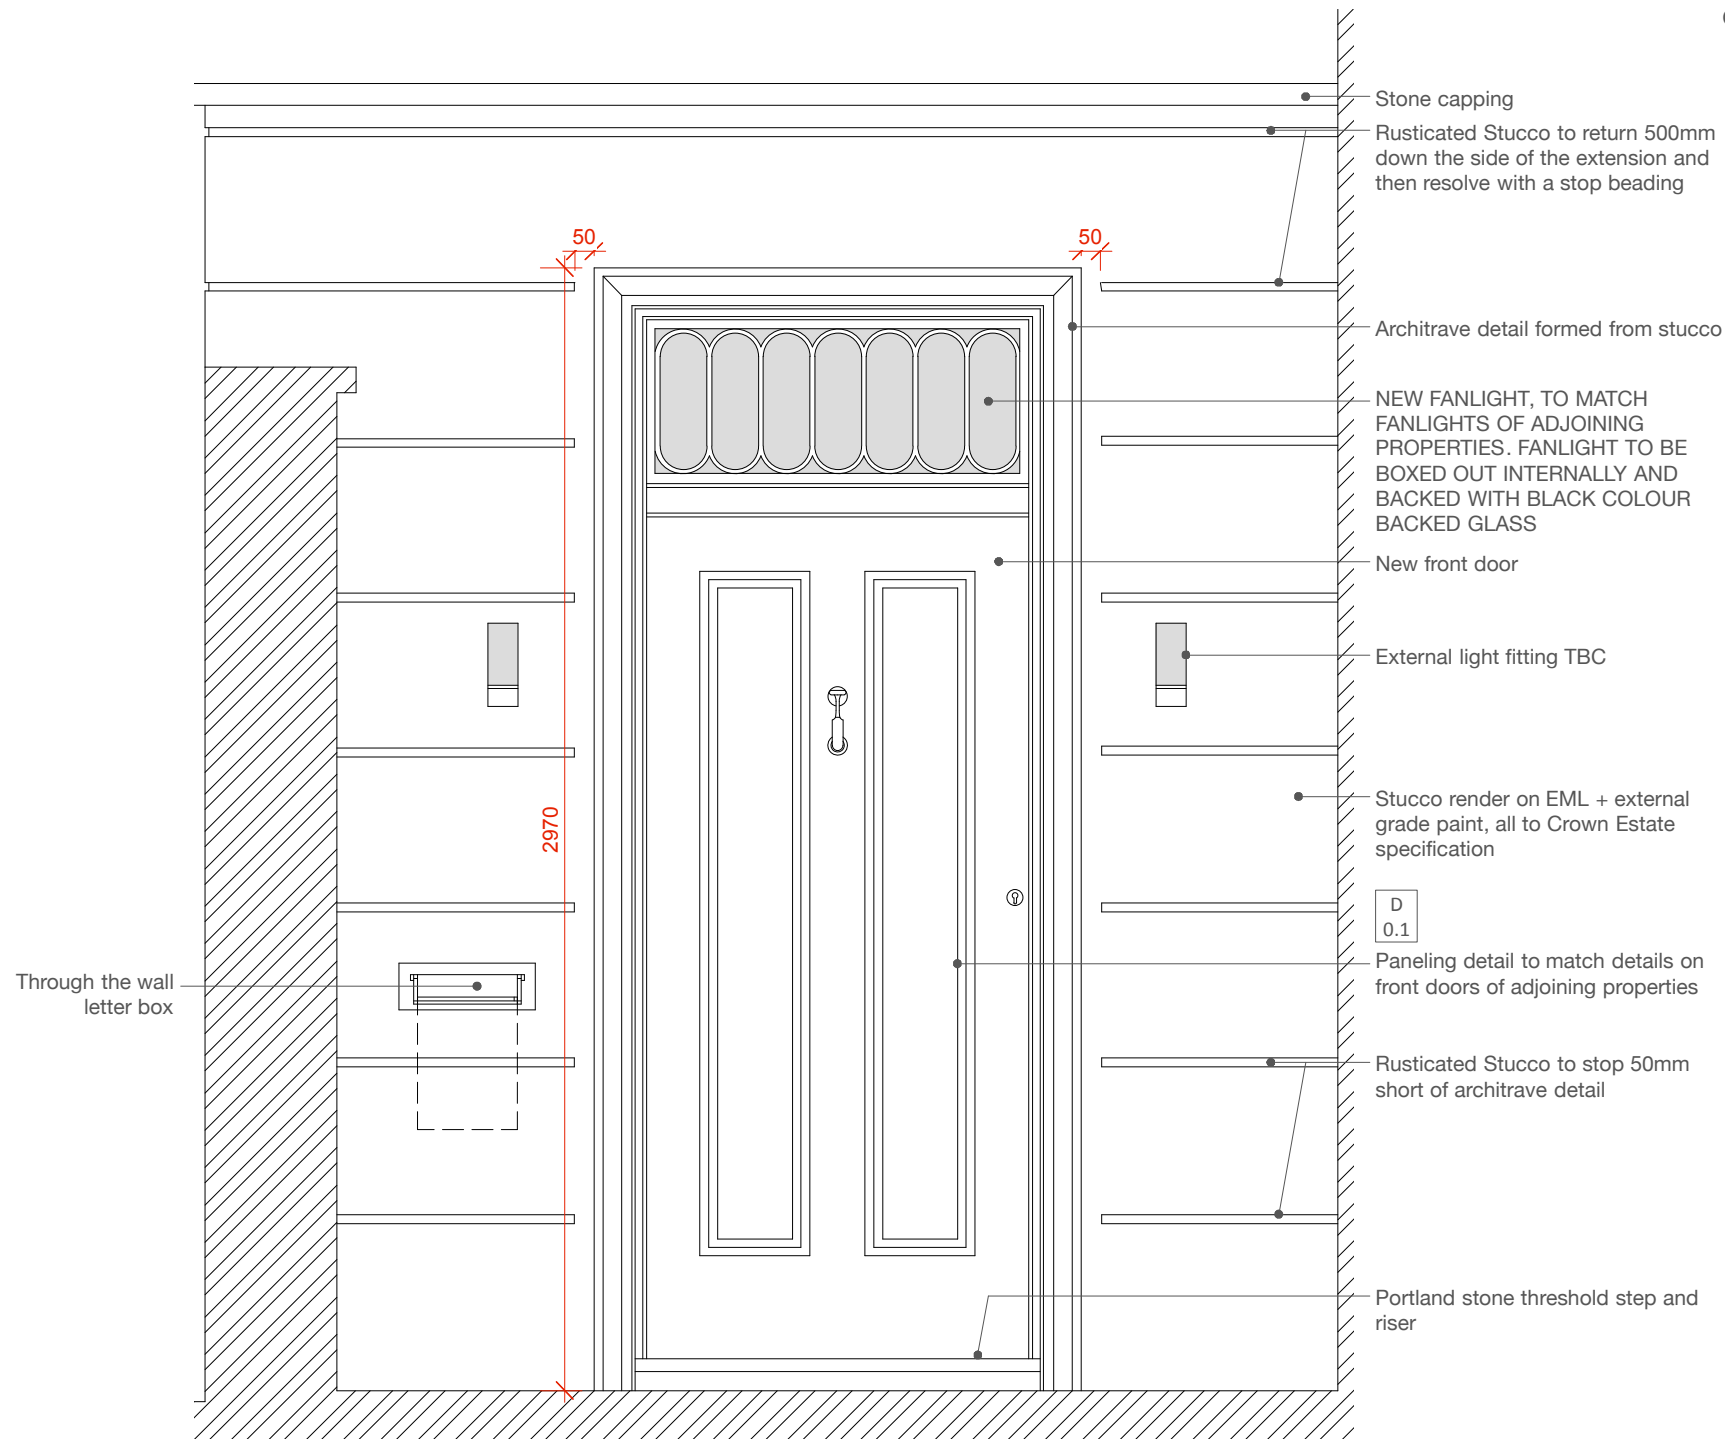 Stone capping
Rusticated Stucco to return 500mm
down the side of the extension and
then resolve with a stop beading
50
50
Architrave detail formed from stucco
NEW FANLIGHT, TO MATCH
FANLIGHTS OF ADJOINING
PROPERTIES. FANLIGHT TO BE
BOXED OUT INTERNALLY AND
BACKED WITH BLACK COLOUR
BACKED GLASS
New front door
External light fitting TBC
2970
Stucco render on EML + external
grade paint, all to Crown Estate
specification
D
0.1
Paneling detail to match details on
front doors of adjoining properties
Through the wall
letter box
Rusticated Stucco to stop 50mm
short of architrave detail
Portland stone threshold step and
riser